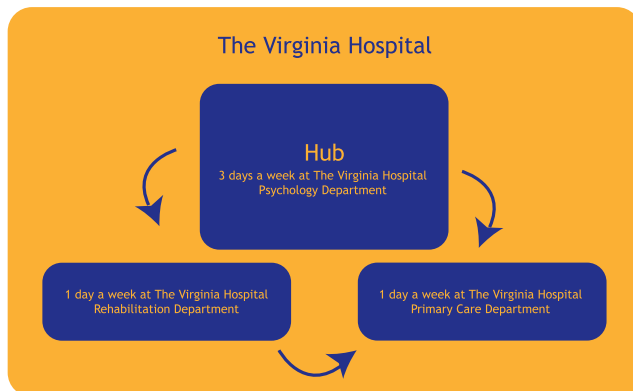 The Virginia Hospital
Hub
3 days a week at The Virginia Hospital
Psychology Department
1 day a week at The Virginia Hospital
Rehabilitation Department
1 day a week at The Virginia Hospital
Primary Care Department